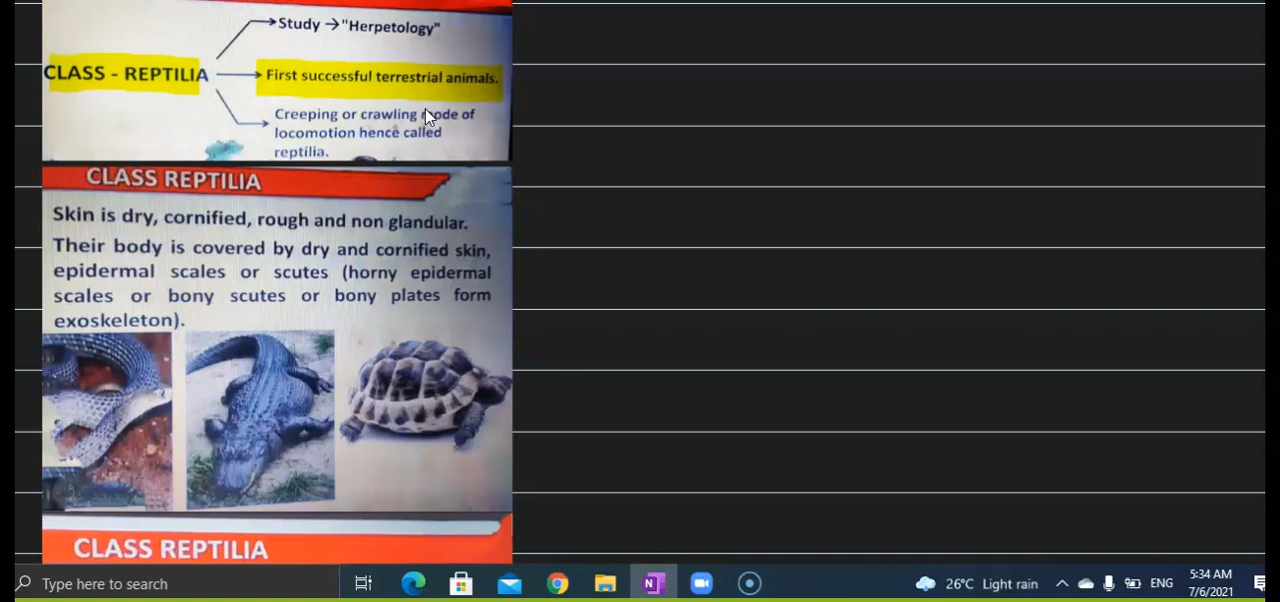 Study → "Herpetology"
CLASS - REPTILIA
First successful terrestrial animals.
Creeping or crawling mode of
locomotion hence called
reptilia.
CLASS REPTILIA
Skin is dry, cornified, rough and non glandular.
Their body is covered by dry and cornified skin,
epidermal scales or scutes (horny epidermal
scales or bony scutes or bony plates form
exoskeleton).
CLASS REPTILIA
Type here to search
26°C Light rain
ENG
5:34 AM
7/6/2021